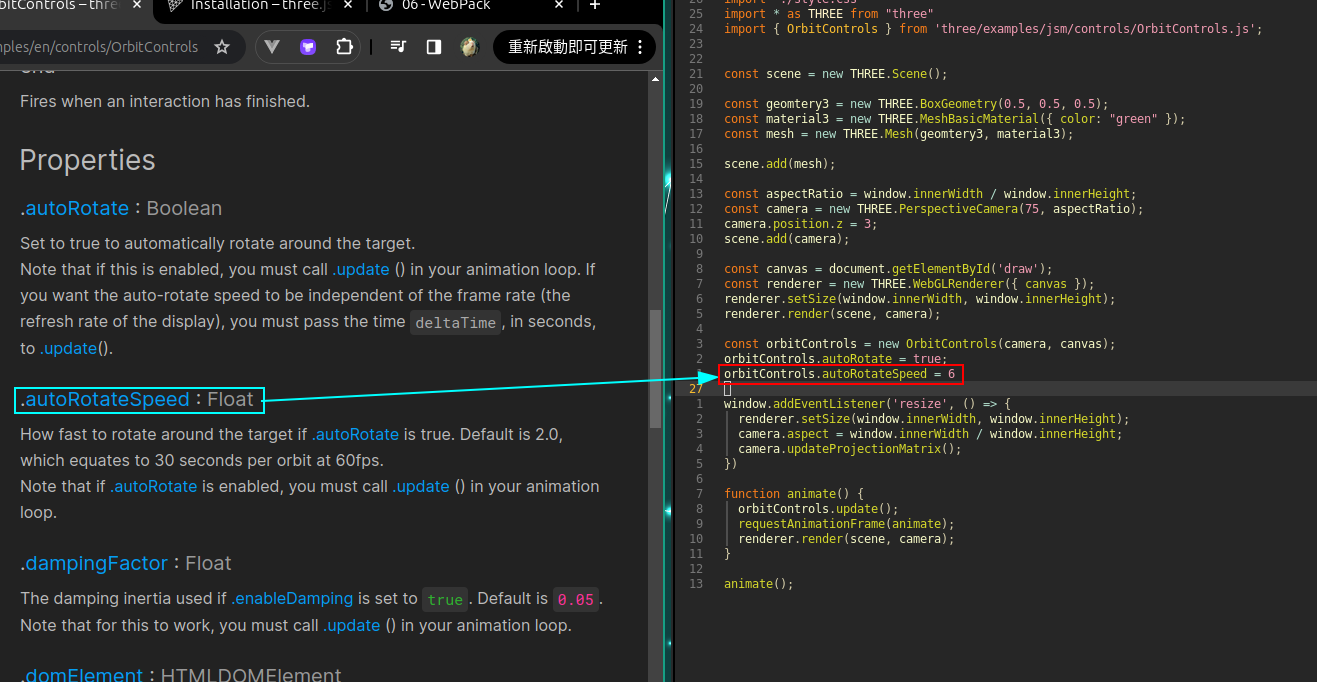 bitControls – three
Installation – three.js
06 - WebPack
nples/en/controls/OrbitControls
重新啟動即可更新
end
Fires when an interaction has finished.
Properties
.autoRotate : Boolean
Set to true to automatically rotate around the target.
Note that if this is enabled, you must call .update () in your animation loop. If
you want the auto-rotate speed to be independent of the frame rate (the
refresh rate of the display), you must pass the time deltaTime, in seconds,
to .update().
.autoRotateSpeed : Float
How fast to rotate around the target if .autoRotate is true. Default is 2.0,
which equates to 30 seconds per orbit at 60fps.
Note that if .autoRotate is enabled, you must call .update () in your animation
loop.
.dampingFactor : Float
The damping inertia used if .enableDamping is set to true. Default is 0.05.
Note that for this to work, you must call .update () in your animation loop.
.domElement : HTMLDOMElement
26 import "./style.css"
25 import * as THREE from "three"
24 import { OrbitControls } from 'three/examples/jsm/controls/OrbitControls.js';
23
22
21 const scene = new THREE.Scene();
20
19 const geomtery3 = new THREE.BoxGeometry(0.5, 0.5, 0.5);
18 const material3 = new THREE.MeshBasicMaterial({ color: "green" });
17 const mesh = new THREE.Mesh(geomtery3, material3);
16
15 scene.add(mesh);
14
13 const aspectRatio = window.innerWidth / window.innerHeight;
12 const camera = new THREE.PerspectiveCamera(75, aspectRatio);
11 camera.position.z = 3;
10 scene.add(camera);
9
8 const canvas = document.getElementById('draw');
7 const renderer = new THREE.WebGLRenderer({ canvas });
6 renderer.setSize(window.innerWidth, window.innerHeight);
5 renderer.render(scene, camera);
4
3 const orbitControls = new OrbitControls(camera, canvas);
2 orbitControls.autoRotate = true;
orbitControls.autoRotateSpeed = 6
27
1 window.addEventListener('resize', () => {
2 renderer.setSize(window.innerWidth, window.innerHeight);
3 camera.aspect = window.innerWidth / window.innerHeight;
4 camera.updateProjectionMatrix();
5 })
6
7 function animate() {
8 orbitControls.update();
9 requestAnimationFrame(animate);
10 renderer.render(scene, camera);
11 }
12
13 animate();